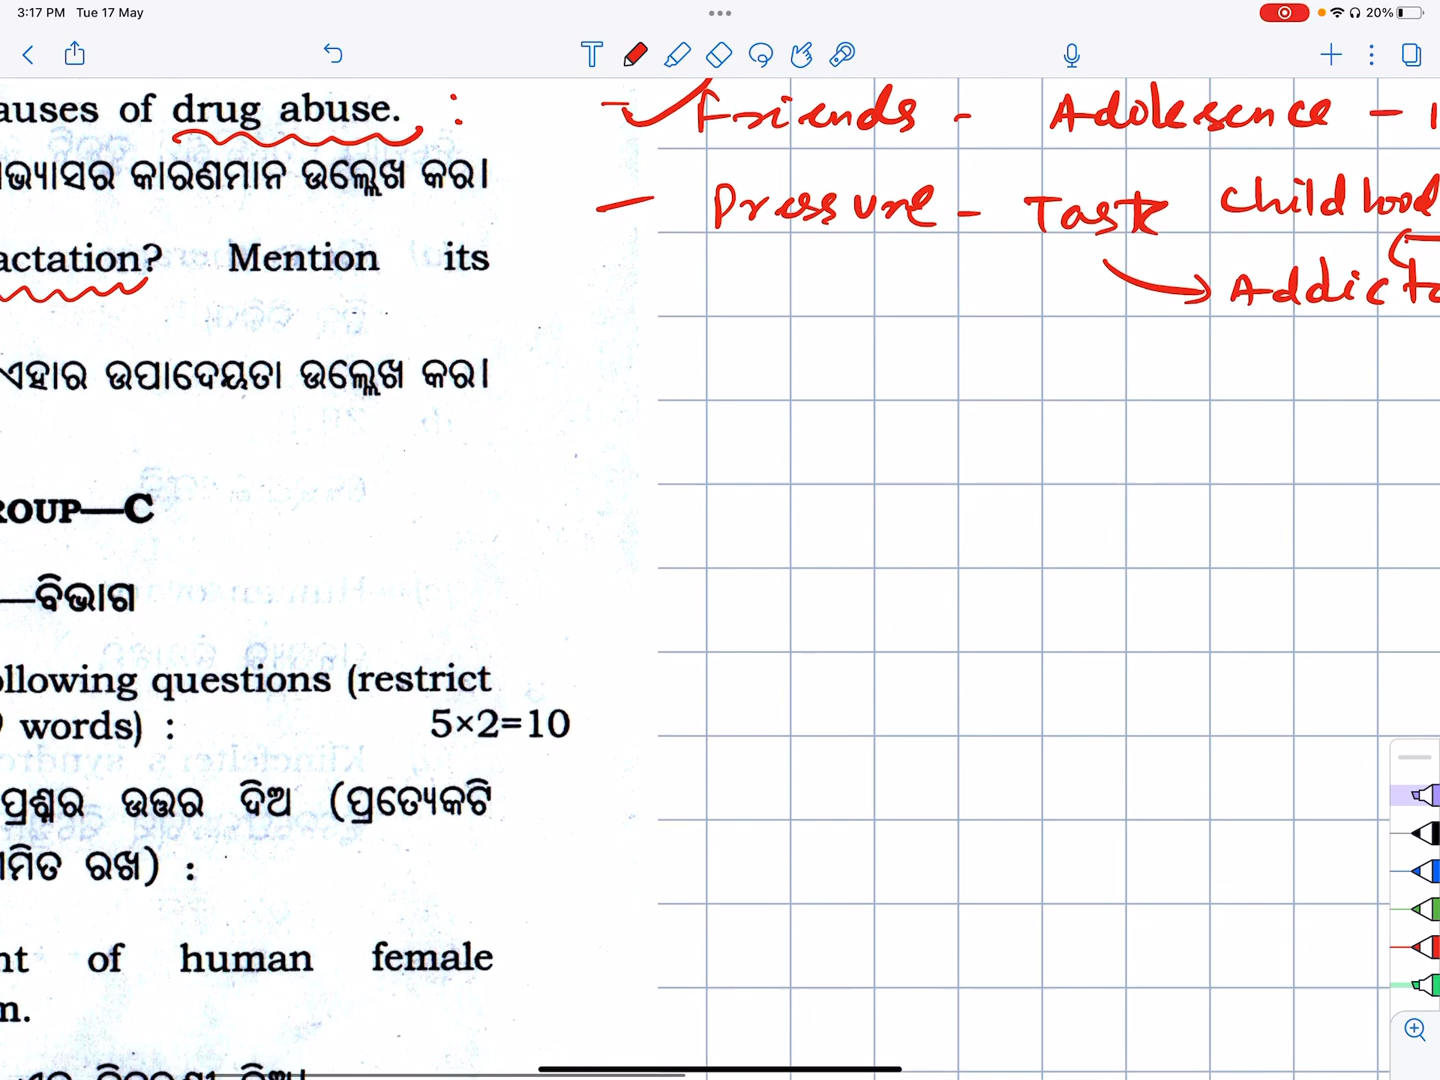 3:17 PM Tue 17 May
20%
auses of drug abuse. :
ଭ୍ୟାସର କାରଣମାନ ଉଲ୍ଲେଖ କର।
actation? Mention its
ଏହାର ଉପାଦେୟତା ଉଲ୍ଲେଖ କର।
ROUP—C
—ବିଭାଗ
ollowing questions (restrict
words) : 5×2=10
ପ୍ରଶ୍ନର ଉତ୍ତର ଦିଅ (ପ୍ରତ୍ୟେକଟି
ମିତ ରଖ) :
nt of human female
n.
- Friends - Adolesence -
- Pressure - Task Childhood
→ Addict